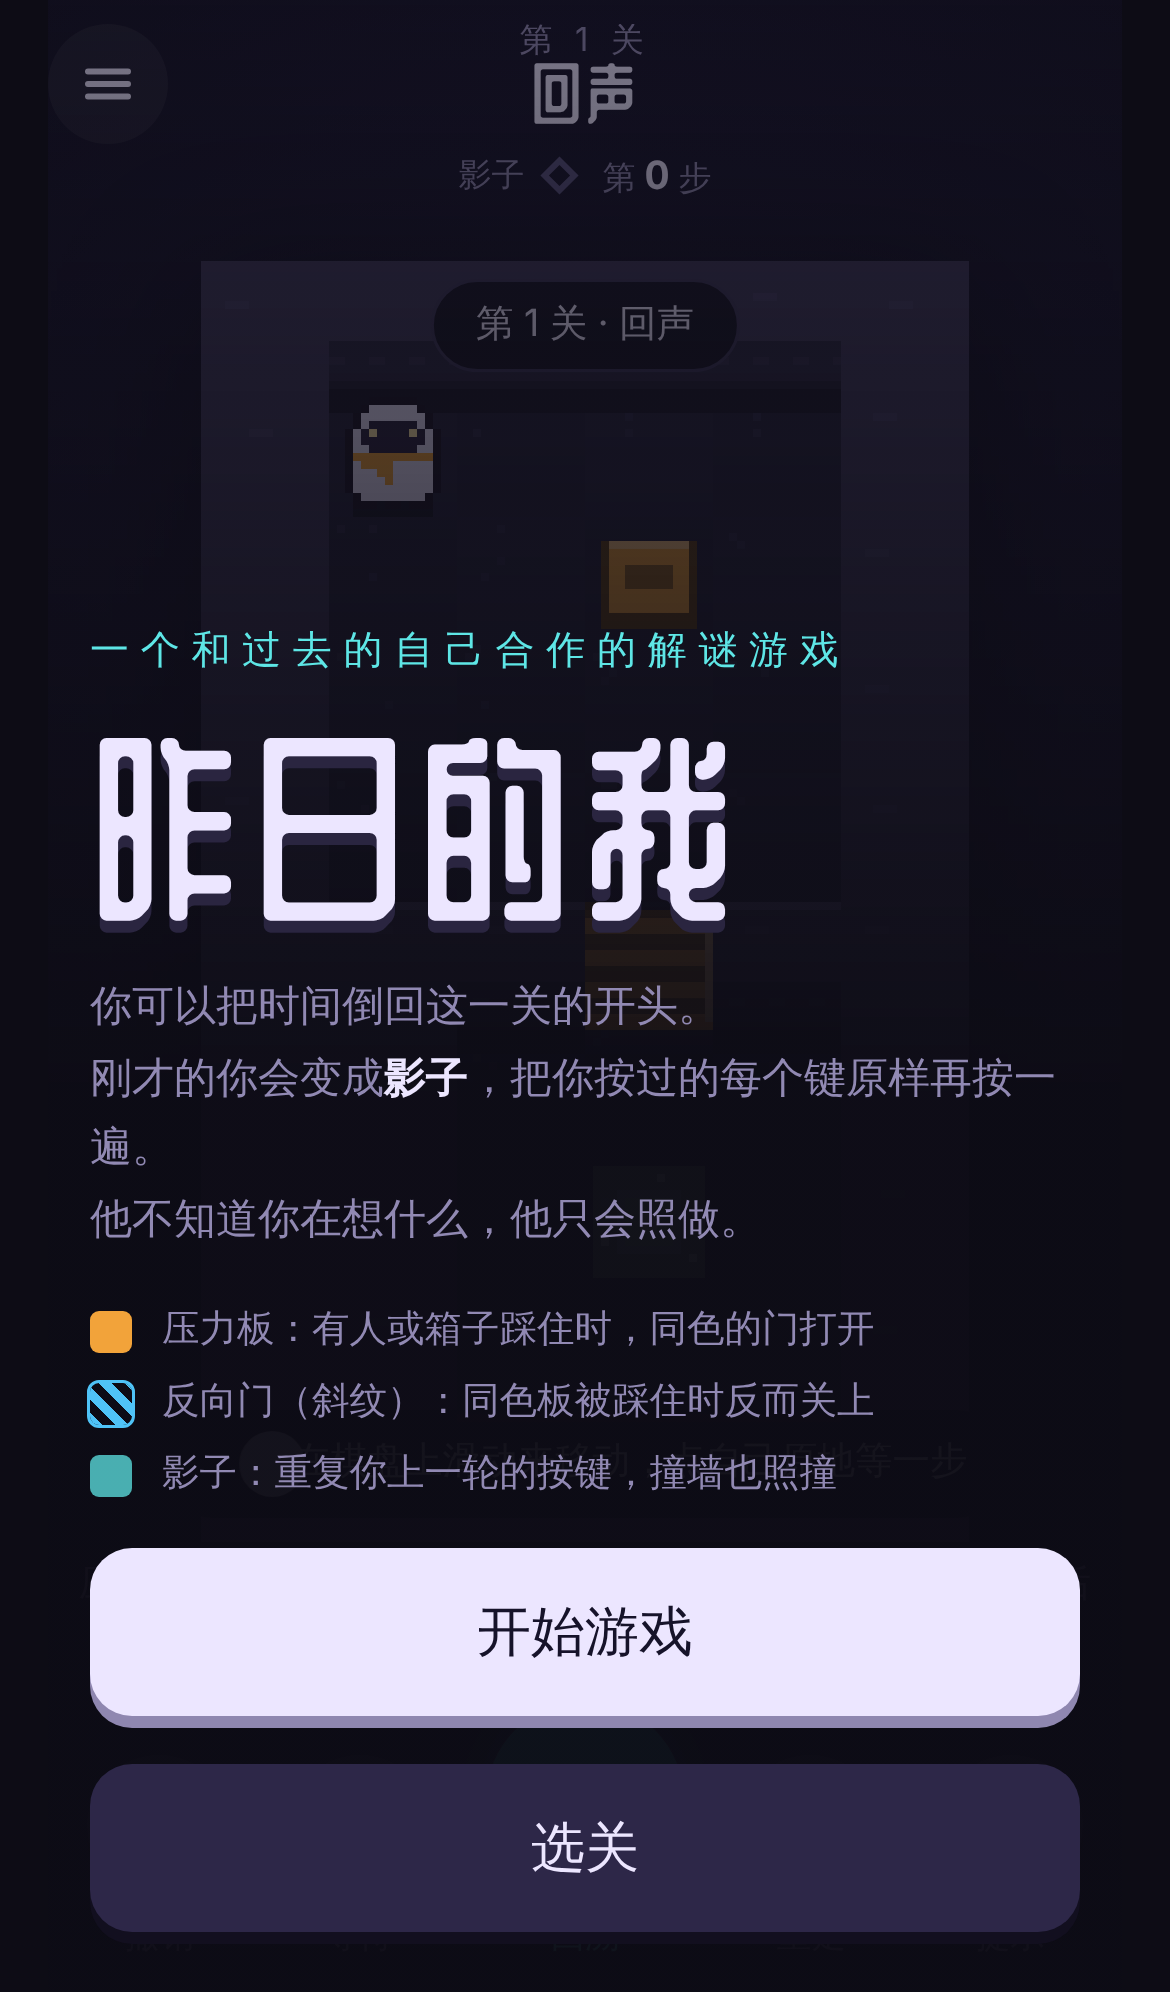 第 1 关
回声
影子 第 0 步
第 1 关 · 回声
一个和过去的自己合作的解谜游戏
昨日的我
你可以把时间倒回这一关的开头。
刚才的你会变成影子，把你按过的每个键原样再按一
遍。
他不知道你在想什么，他只会照做。
压力板：有人或箱子踩住时，同色的门打开
反向门（斜纹）：同色板被踩住时反而关上
影子：重复你上一轮的按键，撞墙也照撞
开始游戏
选关